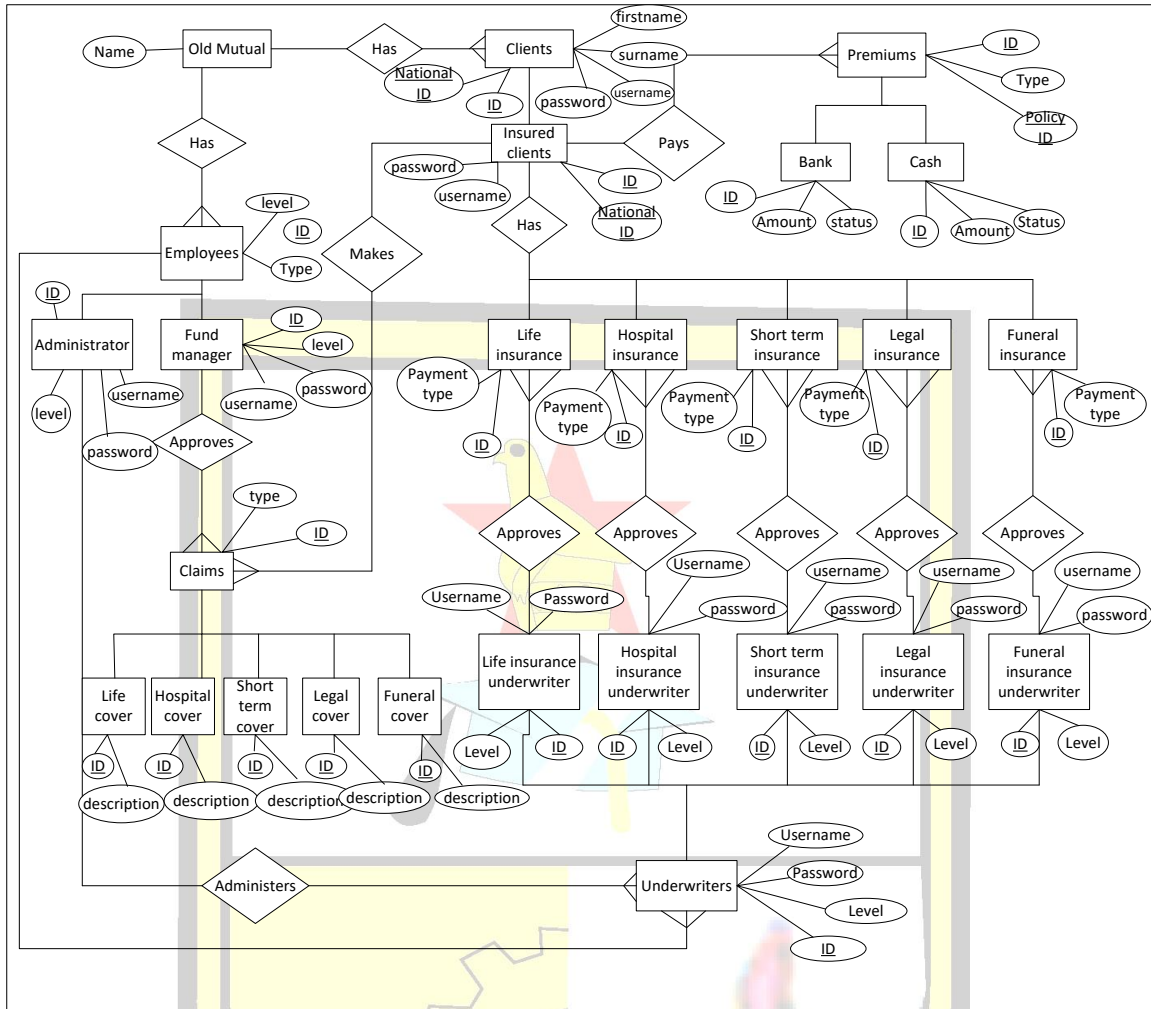 Name
Old Mutual
Has
Clients
firstname
surname
National
ID
ID
password
username
Premiums
ID
Type
Policy
ID
Has
Insured
clients
Pays
password
username
ID
National
ID
Bank
Cash
ID
Amount
status
ID
Amount
Status
level
ID
Type
Employees
Makes
Has
ID
Administrator
level
username
password
Fund
manager
ID
level
password
username
Life
insurance
Hospital
insurance
Short term
insurance
Legal
insurance
Funeral
insurance
Payment
type
ID
Payment
type
ID
Payment
type
ID
Payment
type
ID
Payment
type
ID
Approves
type
ID
Claims
Approves
Approves
Approves
Approves
Approves
Username
Password
Username
password
username
password
username
password
username
password
Life insurance
underwriter
Hospital
insurance
underwriter
Short term
insurance
underwriter
Legal
insurance
underwriter
Funeral
insurance
underwriter
Life
cover
Hospital
cover
Short
term
cover
Legal
cover
Funeral
cover
Level
ID
ID
Level
ID
Level
ID
Level
ID
Level
ID
ID
ID
ID
ID
description
description
description
description
description
Administers
Underwriters
Username
Password
Level
ID